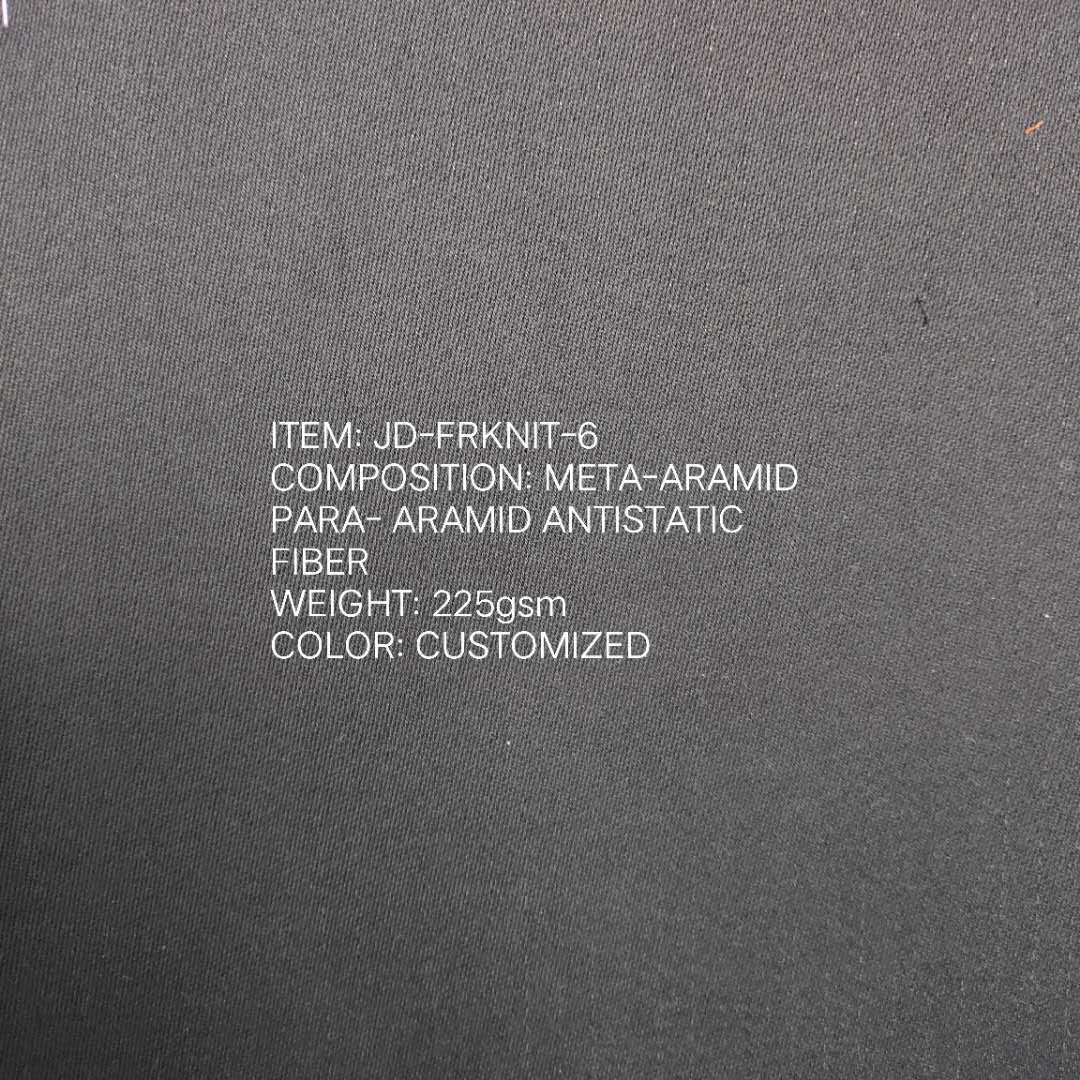 ITEM: JD-FRKNIT-6
COMPOSITION: META-ARAMID
PARA- ARAMID ANTISTATIC
FIBER
WEIGHT: 225gsm
COLOR: CUSTOMIZED